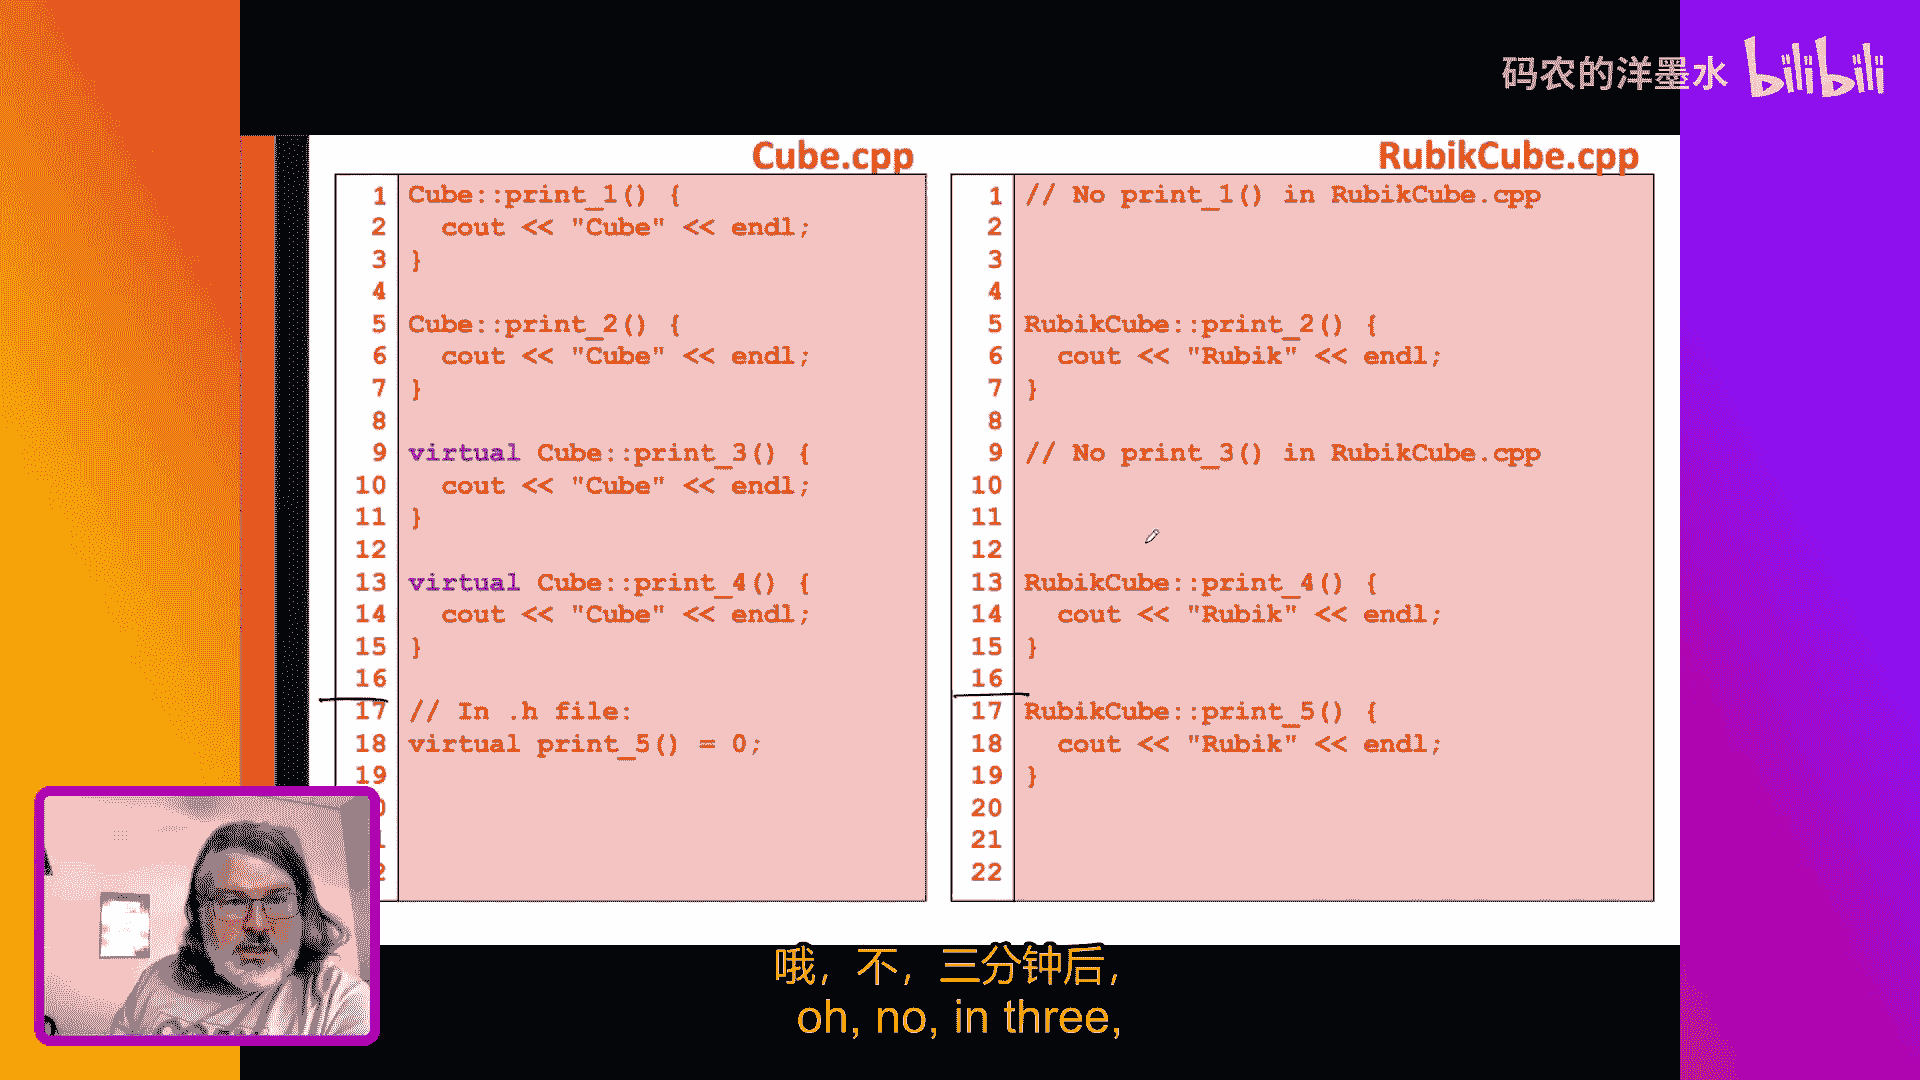 码农的洋墨水 bilibili
Cube.cpp
1 Cube::print_1() {
2 cout << "Cube" << endl;
3 }
4
5 Cube::print_2() {
6 cout << "Cube" << endl;
7 }
8
9 virtual Cube::print_3() {
10 cout << "Cube" << endl;
11 }
12
13 virtual Cube::print_4() {
14 cout << "Cube" << endl;
15 }
16
17 // In .h file:
18 virtual print_5() = 0;
19
RubikCube.cpp
1 // No print_1() in RubikCube.cpp
2
3
4
5 RubikCube::print_2() {
6 cout << "Rubik" << endl;
7 }
8
9 // No print_3() in RubikCube.cpp
10
11
12
13 RubikCube::print_4() {
14 cout << "Rubik" << endl;
15 }
16
17 RubikCube::print_5() {
18 cout << "Rubik" << endl;
19 }
20
21
22
哦，不，三分钟后，
oh, no, in three,